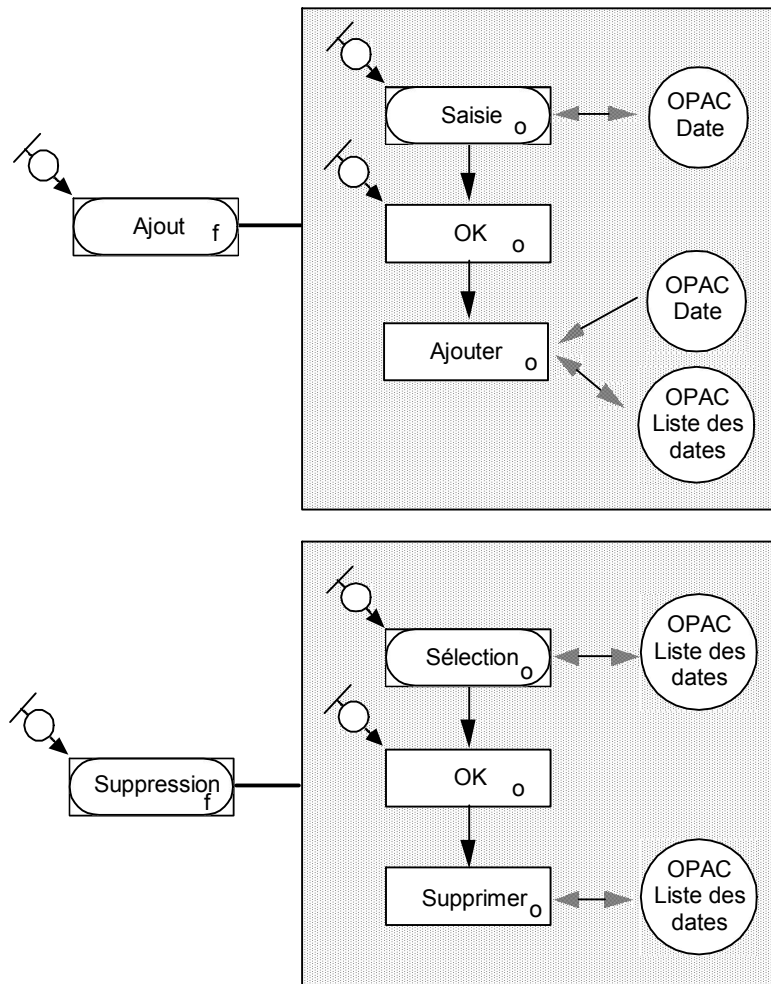 Saisie o
OPAC
Date
Ajout f
OK o
OPAC
Date
Ajouter o
OPAC
Liste des
dates
Sélection o
OPAC
Liste des
dates
Suppression f
OK o
Supprimer o
OPAC
Liste des
dates